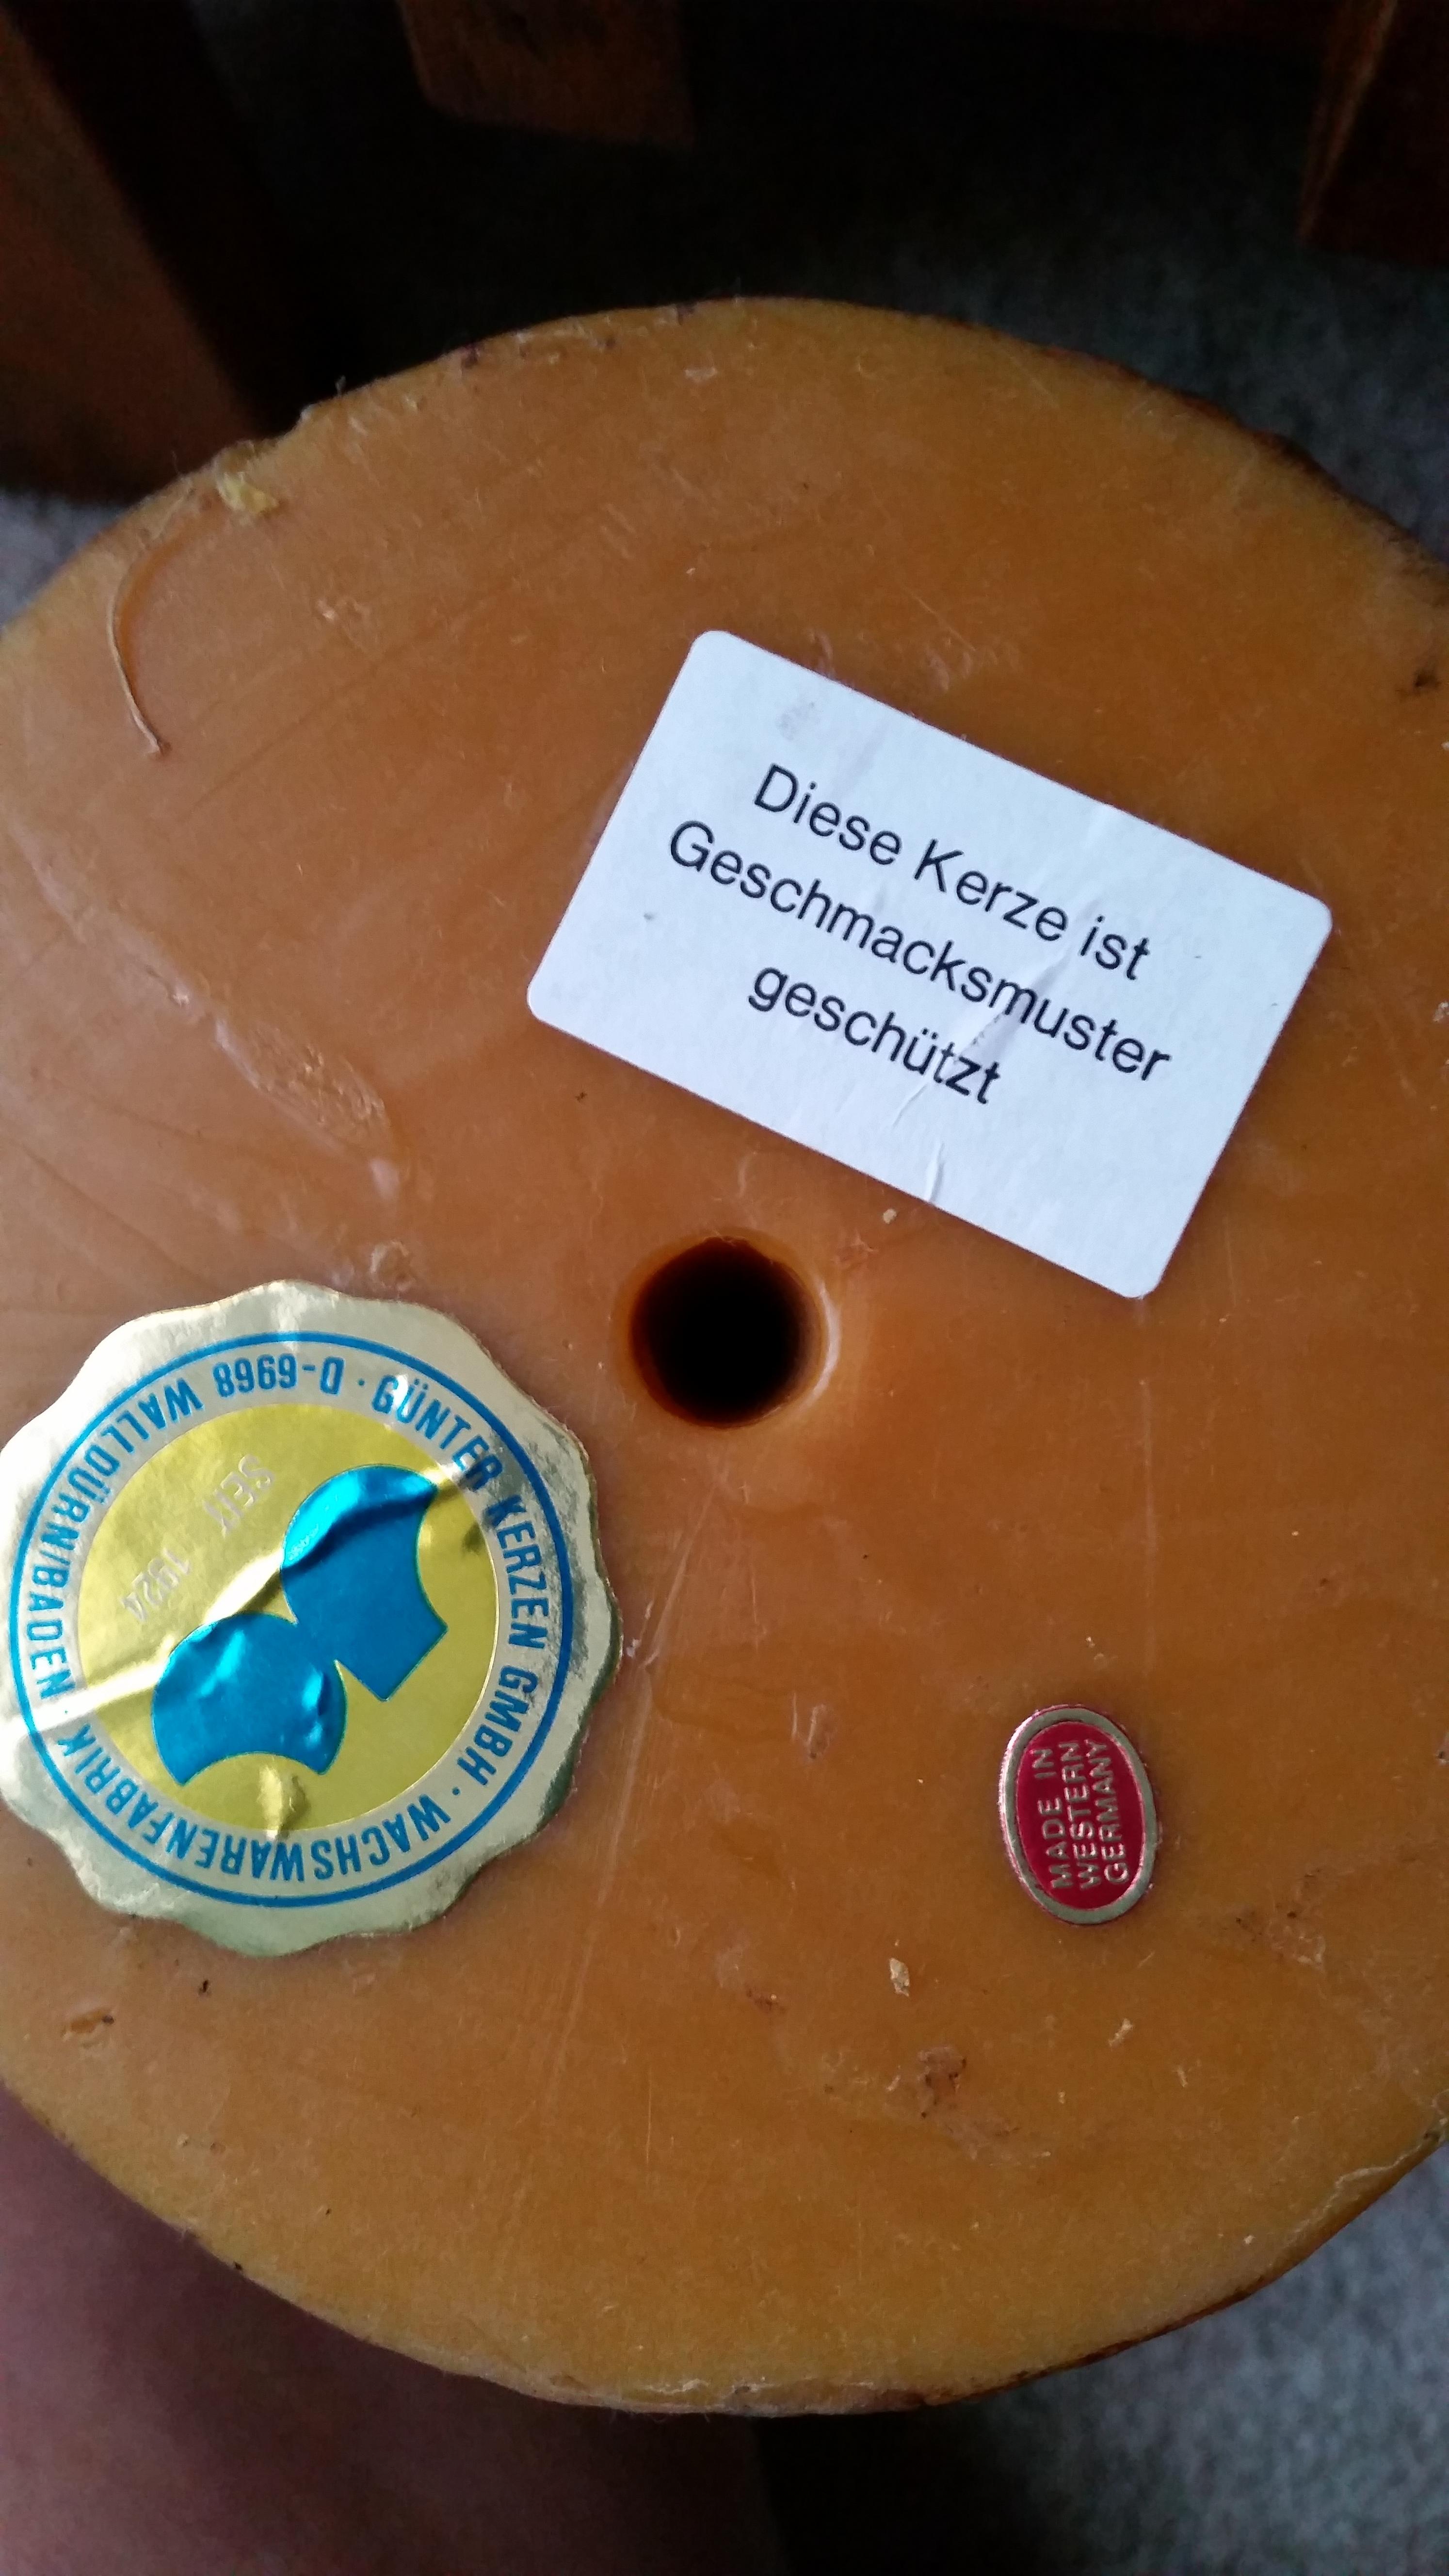 Diese Kerze ist
Geschmacksmuster
geschützt
GÜNTER KERZEN GMBH · WACHSWARENFABRIK
D-6968 WALLDÜRN/BADEN ·
SEIT 1924
MADE IN
WESTERN
GERMANY